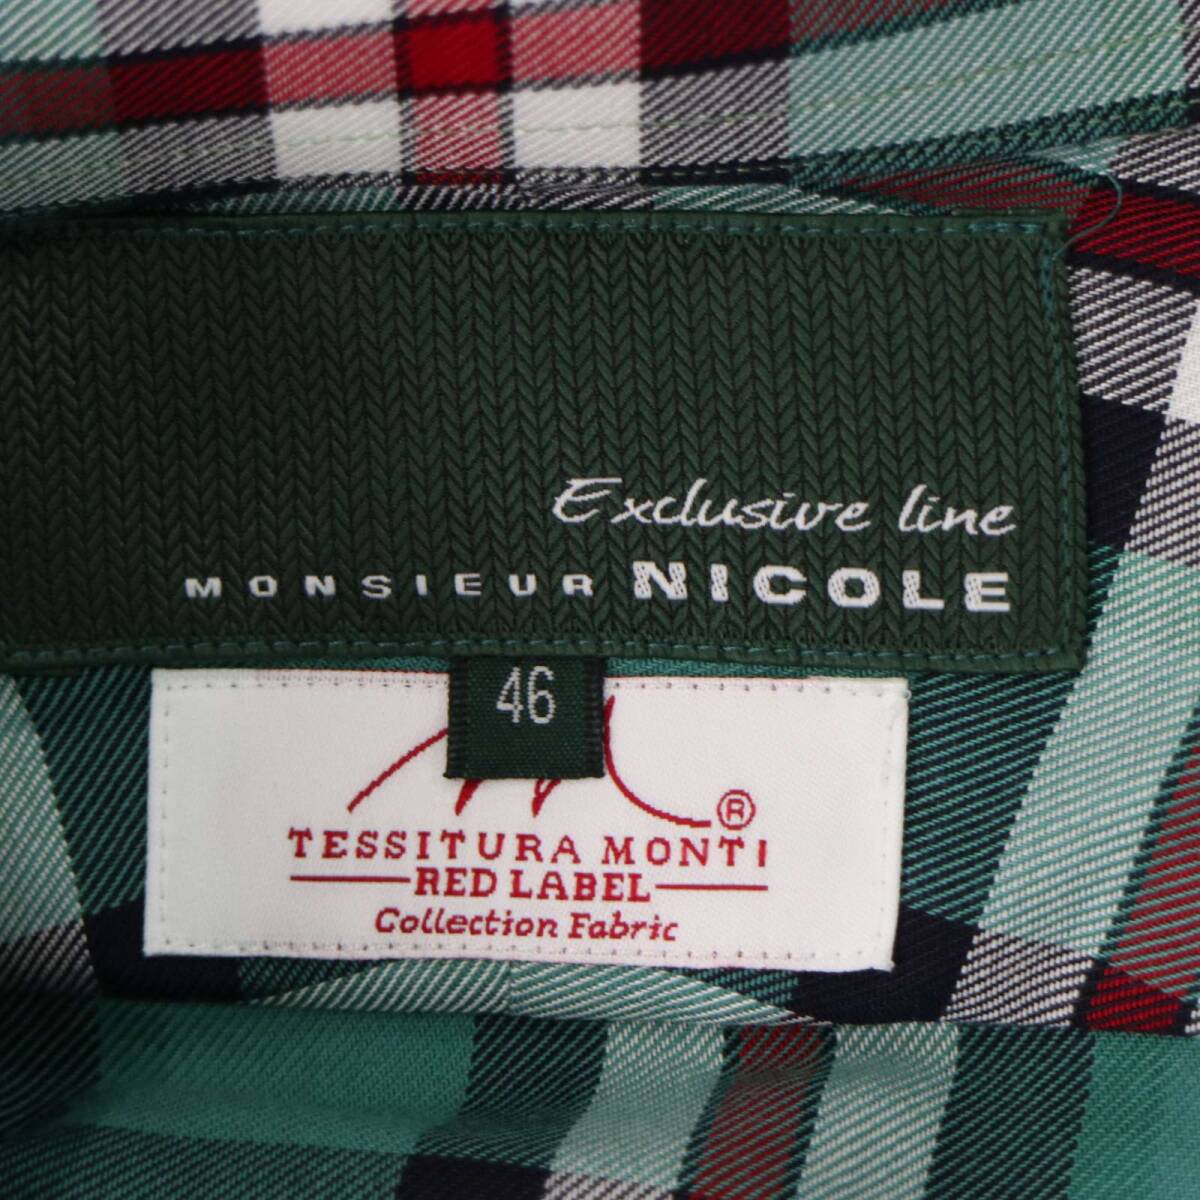 Exclusive line
MONSIEUR NICOLE
46
®
TESSITURA MONTI
RED LABEL
Collection Fabric